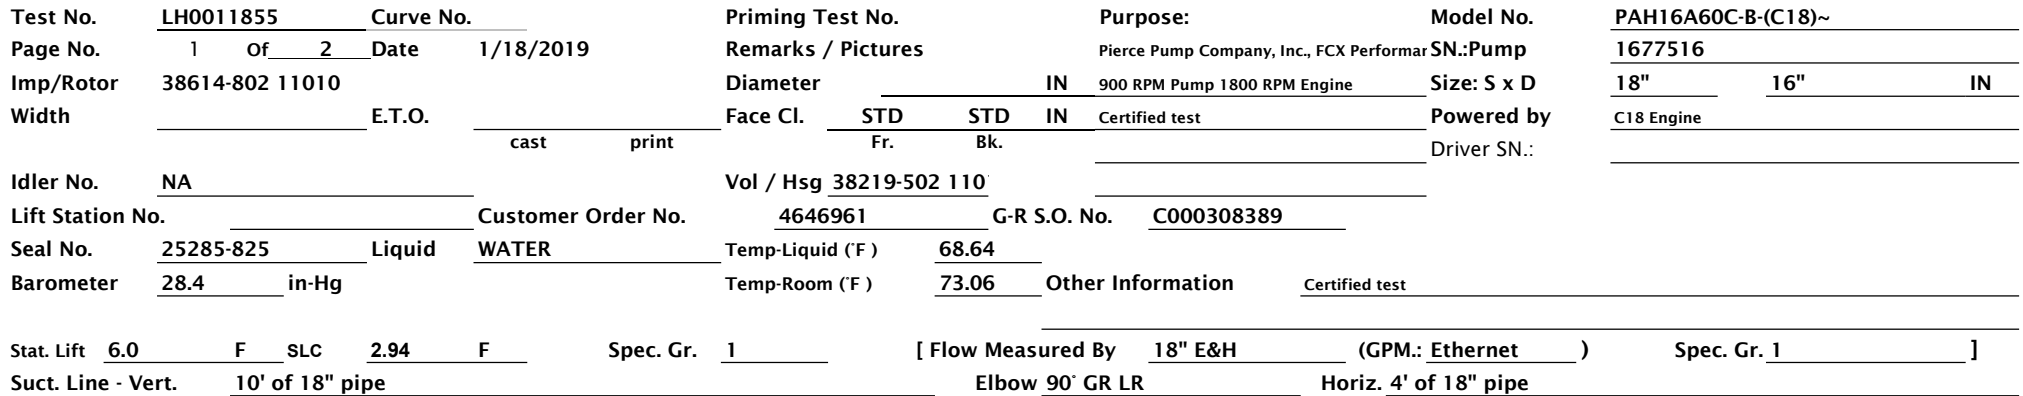 Test No. LH0011855 Curve No. Priming Test No. Purpose: Model No. PAH16A60C-B-(C18)~
Page No. 1 Of 2 Date 1/18/2019 Remarks / Pictures Pierce Pump Company, Inc., FCX Performar SN.:Pump 1677516
Imp/Rotor 38614-802 11010 Diameter IN 900 RPM Pump 1800 RPM Engine Size: S x D 18" 16" IN
Width E.T.O. Face Cl. STD STD IN Certified test Powered by C18 Engine
cast print Fr. Bk. Driver SN.:
Idler No. NA Vol / Hsg 38219-502 110
Lift Station No. Customer Order No. 4646961 G-R S.O. No. C000308389
Seal No. 25285-825 Liquid WATER Temp-Liquid (°F ) 68.64
Barometer 28.4 in-Hg Temp-Room (°F ) 73.06 Other Information Certified test
Stat. Lift 6.0 F SLC 2.94 F Spec. Gr. 1 [ Flow Measured By 18" E&H (GPM.: Ethernet ) Spec. Gr. 1 ]
Suct. Line - Vert. 10' of 18" pipe Elbow 90° GR LR Horiz. 4' of 18" pipe